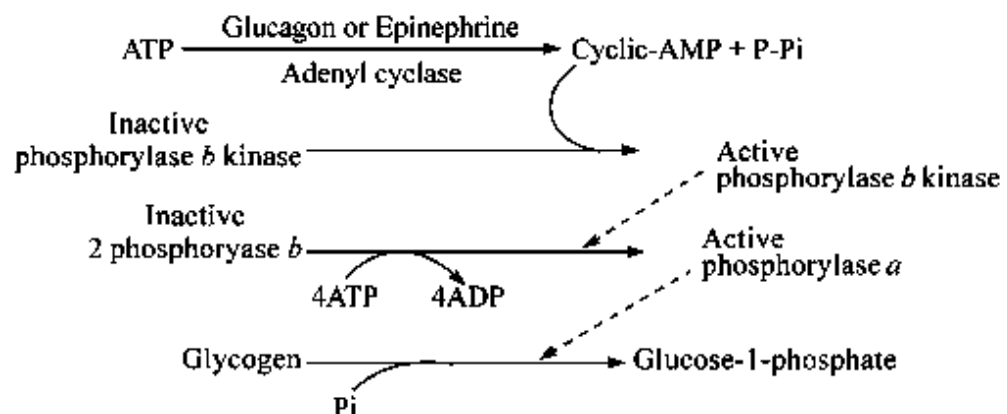 Glucagon or Epinephrine
ATP
Cyclic-AMP + P-Pi
Adenyl cyclase
Inactive
phosphorylase b kinase
Active
phosphorylase b kinase
Inactive
2 phosphoryase b
Active
phosphorylase a
4ATP
4ADP
Glycogen
Glucose-1-phosphate
Pi